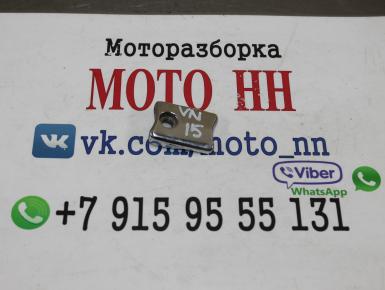 Моторазборка
МОТО НН
VN
15
vk.com/moto_nn
Viber
WhatsApp
+7 915 95 55 131